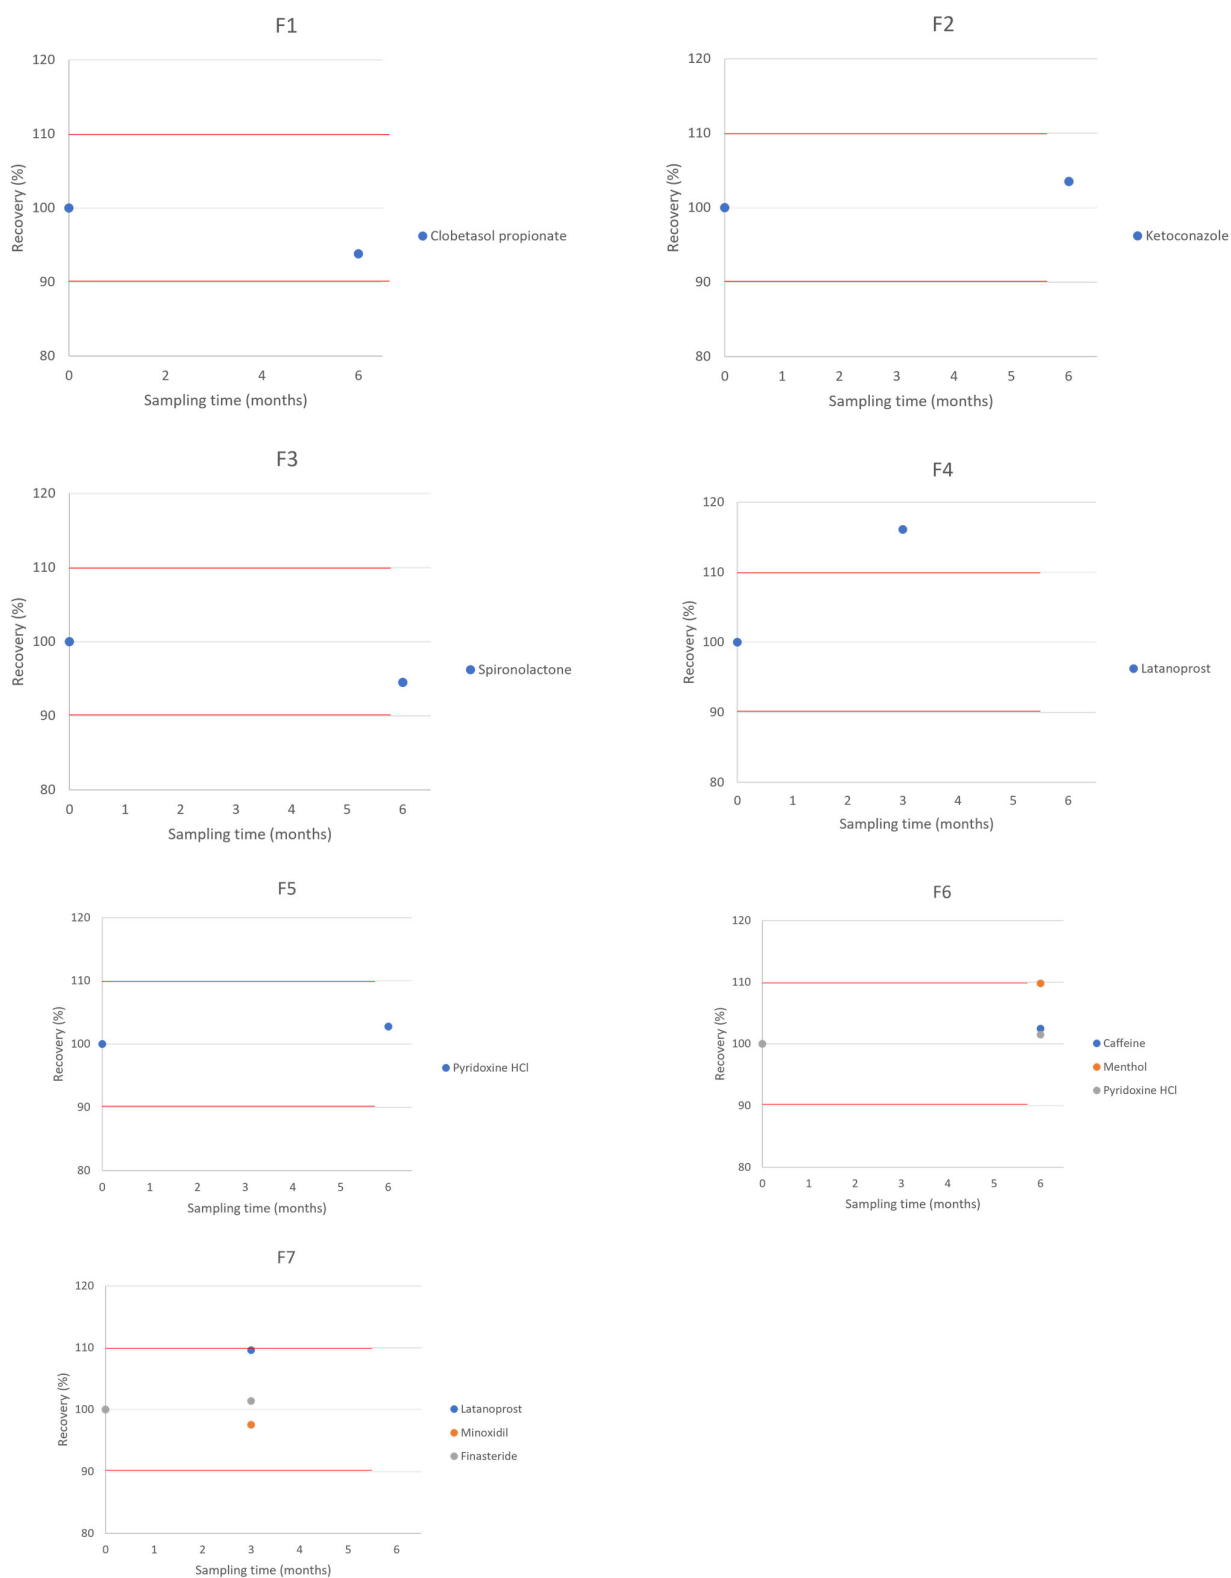 F1
120
110
100
90
80
0 2 4 6
Recovery (%)
Sampling time (months)
Clobetasol propionate
F2
120
110
100
90
80
0 1 2 3 4 5 6
Recovery (%)
Sampling time (months)
Ketoconazole
F3
120
110
100
90
80
0 1 2 3 4 5 6
Recovery (%)
Sampling time (months)
Spironolactone
F4
120
110
100
90
80
0 1 2 3 4 5 6
Recovery (%)
Sampling time (months)
Latanoprost
F5
120
110
100
90
80
0 1 2 3 4 5 6
Recovery (%)
Sampling time (months)
Pyridoxine HCl
F6
120
110
100
90
80
0 1 2 3 4 5 6
Recovery (%)
Sampling time (months)
Caffeine
Menthol
Pyridoxine HCl
F7
120
110
100
90
80
0 1 2 3 4 5 6
Recovery (%)
Sampling time (months)
Latanoprost
Minoxidil
Finasteride